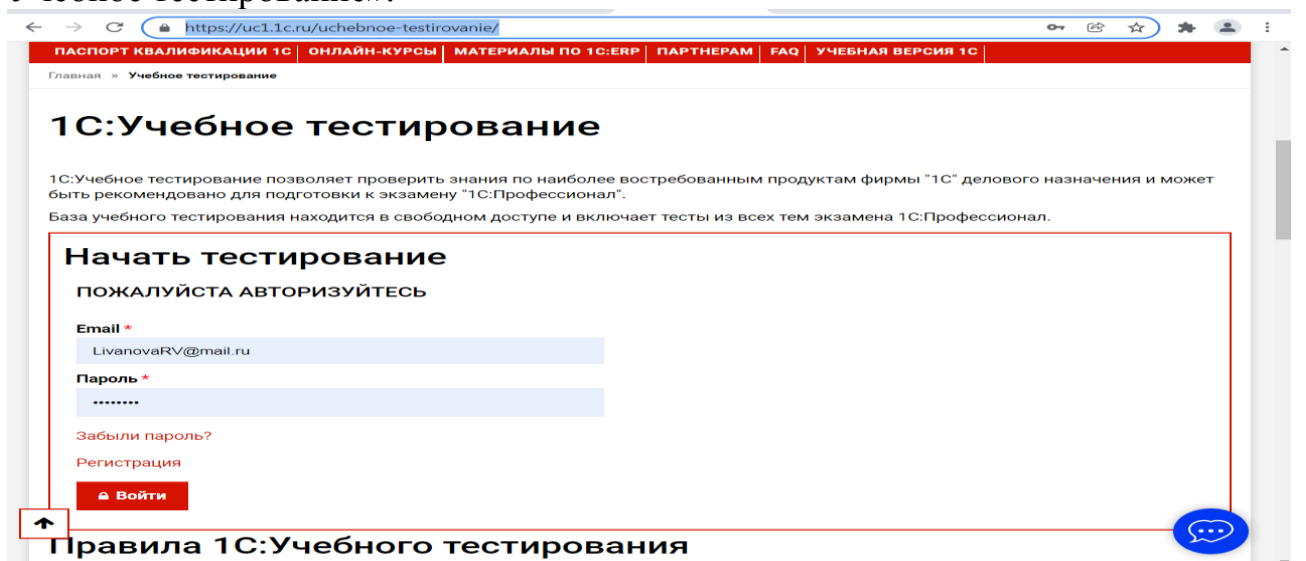 «Учебное тестирование».
https://uc1.1c.ru/uchebnoe-testirovanie/
ПАСПОРТ КВАЛИФИКАЦИИ 1С | ОНЛАЙН-КУРСЫ | МАТЕРИАЛЫ ПО 1С:ERP | ПАРТНЕРАМ | FAQ | УЧЕБНАЯ ВЕРСИЯ 1С |
Главная » Учебное тестирование
1С:Учебное тестирование
1С:Учебное тестирование позволяет проверить знания по наиболее востребованным продуктам фирмы "1С" делового назначения и может
быть рекомендовано для подготовки к экзамену "1С:Профессионал".
База учебного тестирования находится в свободном доступе и включает тесты из всех тем экзамена 1С:Профессионал.
Начать тестирование
ПОЖАЛУЙСТА АВТОРИЗУЙТЕСЬ
Email *
LivanovaRV@mail.ru
Пароль *
••••••••
Забыли пароль?
Регистрация
Войти
Правила 1С:Учебного тестирования